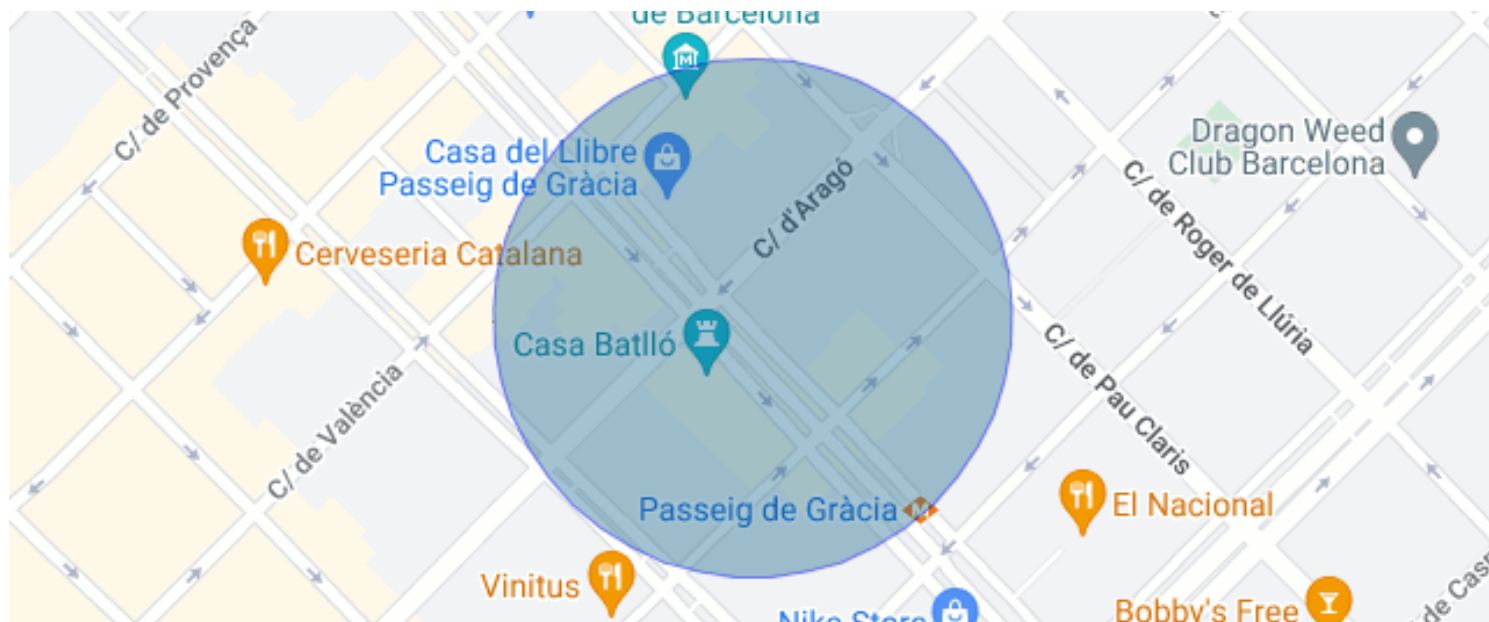 de Barcelona
C/ de Provença
Casa del Llibre
Passeig de Gràcia
Dragon Weed
Club Barcelona
C/ d'Aragó
C/ de Roger de Llúria
Cerveseria Catalana
Casa Batlló
C/ de Pau Claris
C/ de València
Passeig de Gràcia
M
El Nacional
Vinitus
Nike Store
Bobby's Free
de Casp